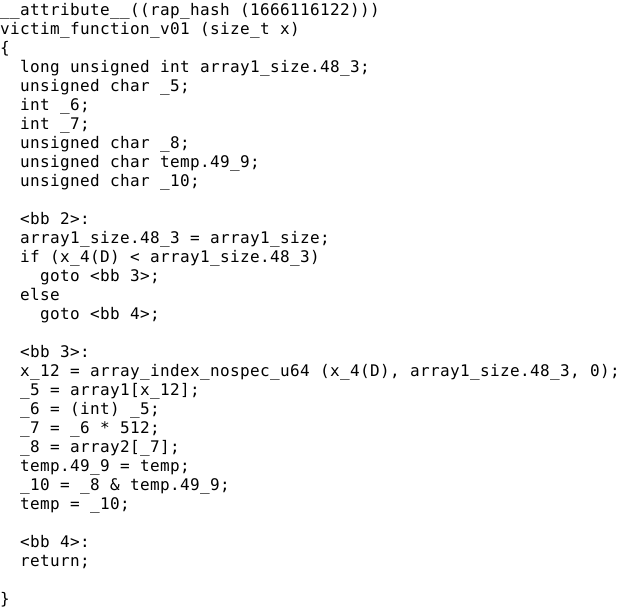 __attribute__((rap_hash (1666116122)))
victim_function_v01 (size_t x)
{
  long unsigned int array1_size.48_3;
  unsigned char _5;
  int _6;
  int _7;
  unsigned char _8;
  unsigned char temp.49_9;
  unsigned char _10;

  <bb 2>:
  array1_size.48_3 = array1_size;
  if (x_4(D) < array1_size.48_3)
    goto <bb 3>;
  else
    goto <bb 4>;

  <bb 3>:
  x_12 = array_index_nospec_u64 (x_4(D), array1_size.48_3, 0);
  _5 = array1[x_12];
  _6 = (int) _5;
  _7 = _6 * 512;
  _8 = array2[_7];
  temp.49_9 = temp;
  _10 = _8 & temp.49_9;
  temp = _10;

  <bb 4>:
  return;

}